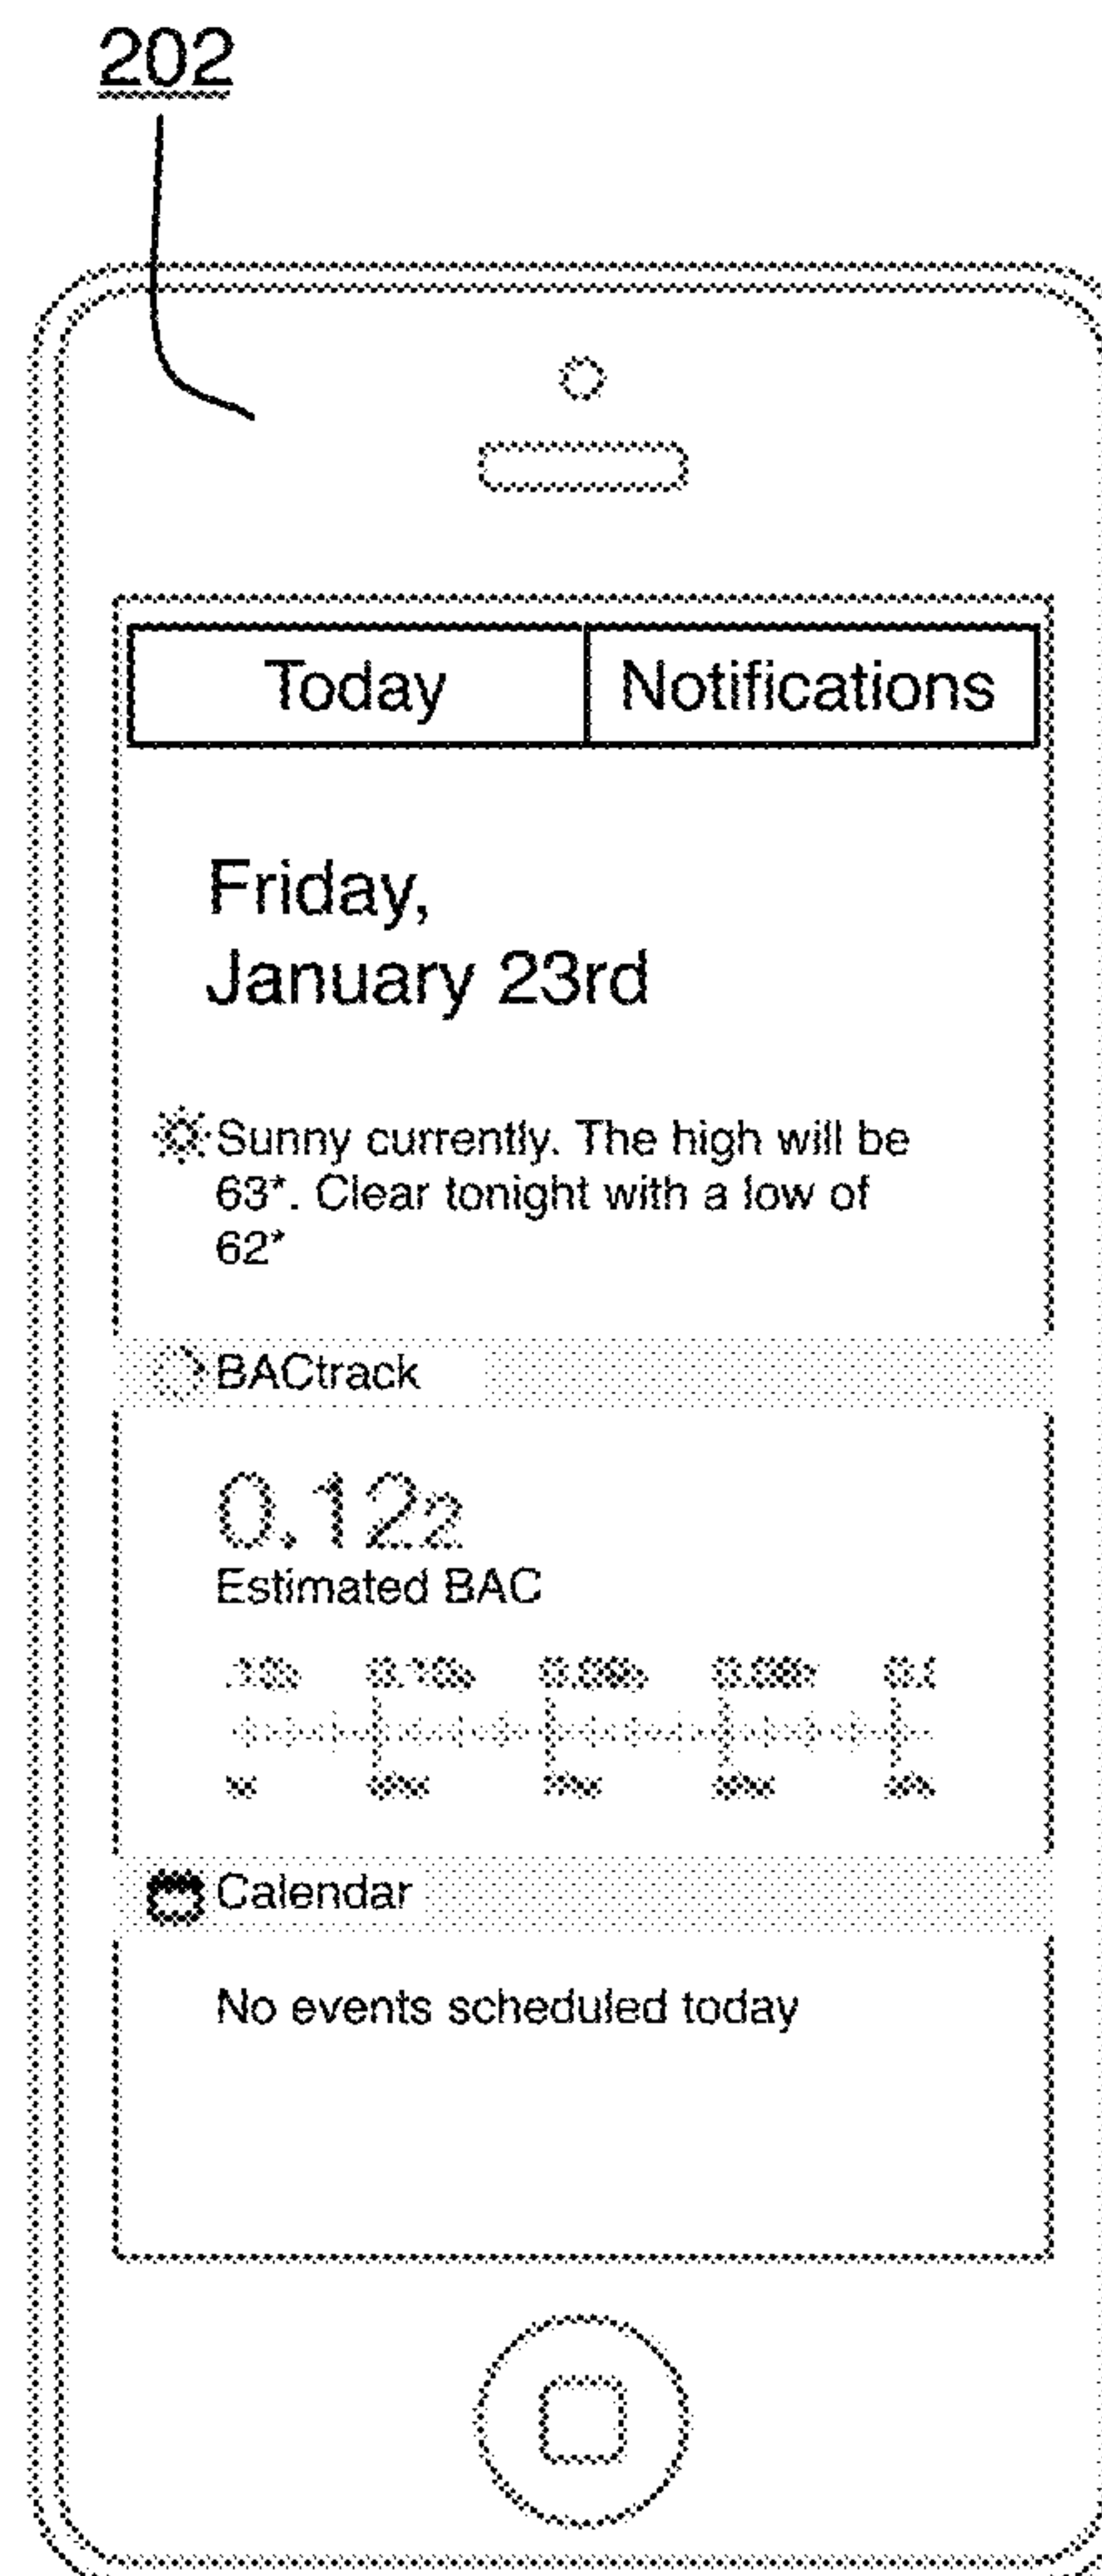 202
Today Notifications
Friday,
January 23rd
Sunny currently. The high will be
63*. Clear tonight with a low of
62*
BACtrack
0.122
Estimated BAC
Calendar
No events scheduled today